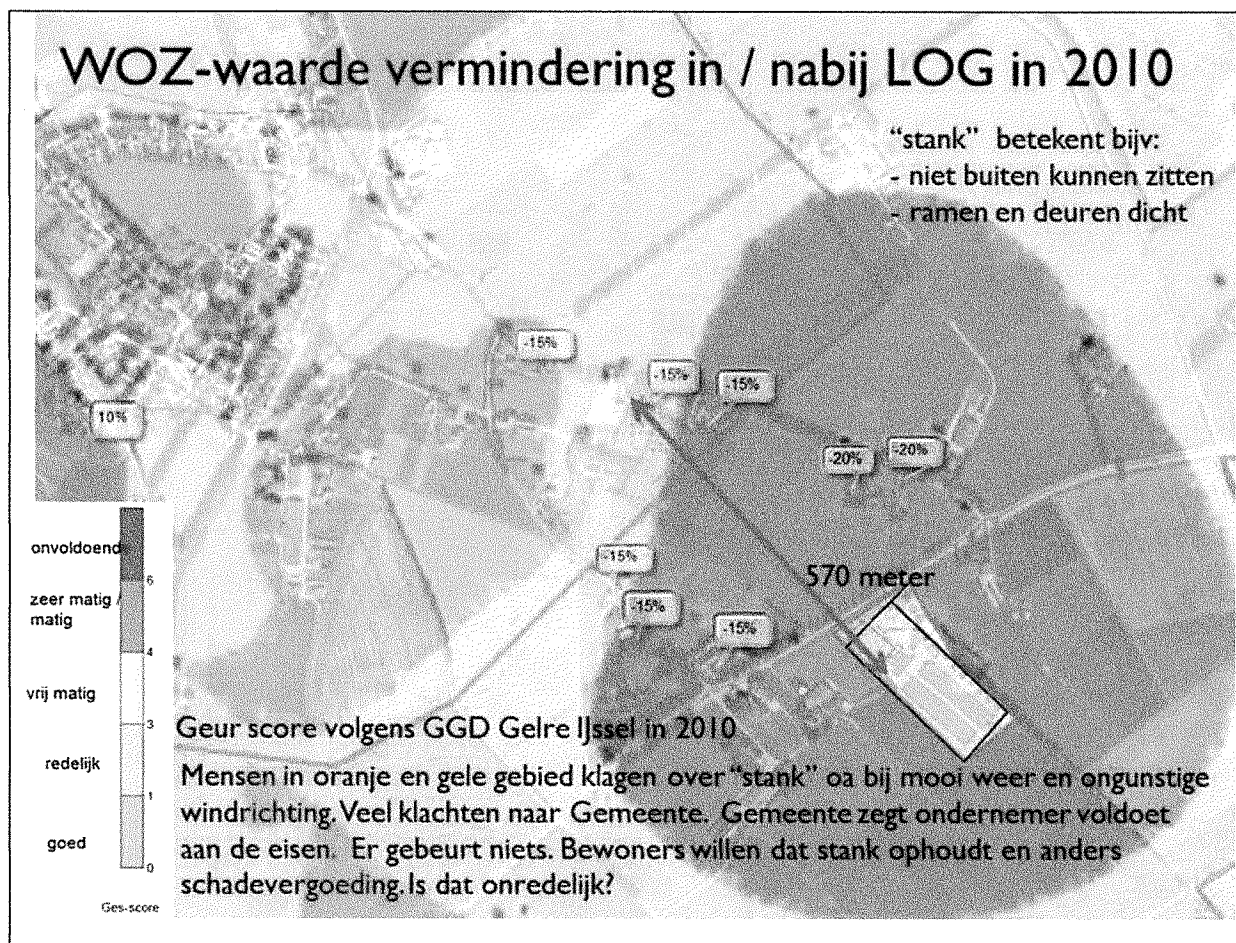 WOZ-waarde vermindering in / nabij LOG in 2010
"stank" betekent bijv:
- niet buiten kunnen zitten
- ramen en deuren dicht
-15%
-15%
-15%
10%
-20%
-20%
-15%
-15%
-15%
570 meter
onvoldoend
6
zeer matig /
matig
4
vrij matig
3
redelijk
1
goed
0
Ges-score
Geur score volgens GGD Gelre IJssel in 2010
Mensen in oranje en gele gebied klagen over "stank" oa bij mooi weer en ongunstige
windrichting. Veel klachten naar Gemeente. Gemeente zegt ondernemer voldoet
aan de eisen. Er gebeurt niets. Bewoners willen dat stank ophoudt en anders
schadevergoeding. Is dat onredelijk?